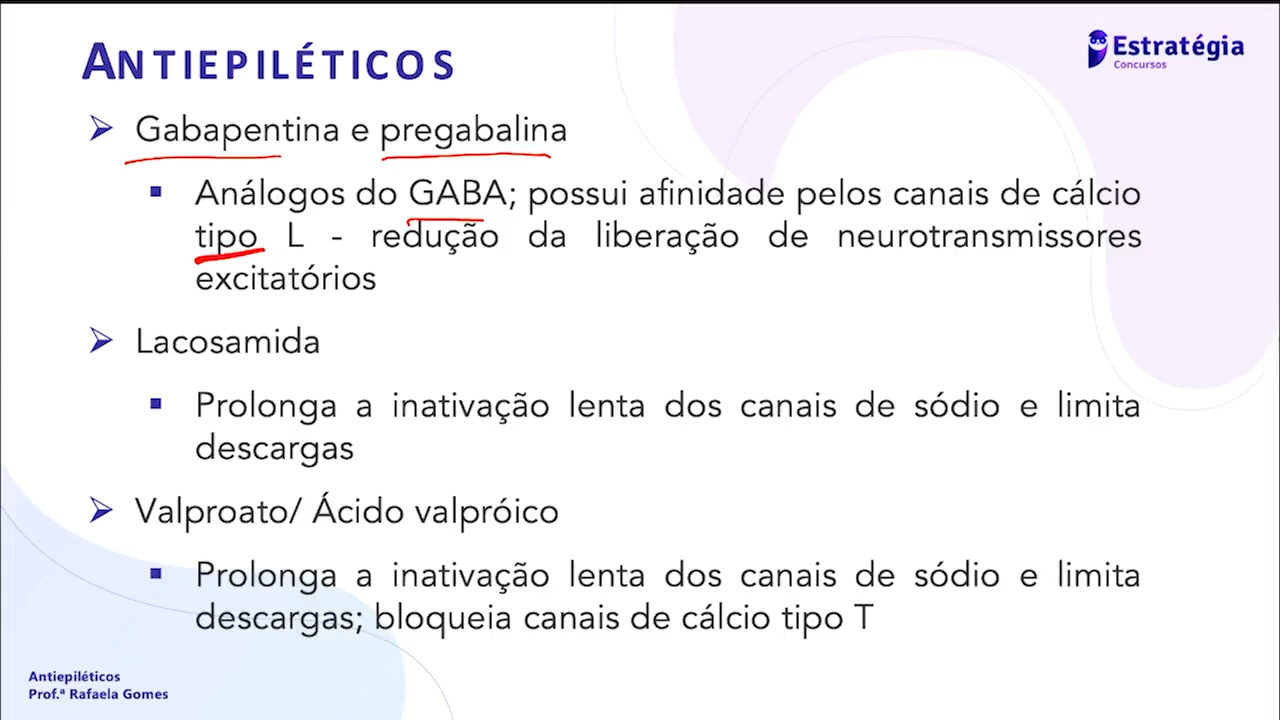 ANTIEPILÉTICOS
Estratégia
Concursos
Gabapentina e pregabalina
Análogos do GABA; possui afinidade pelos canais de cálcio
tipo L - redução da liberação de neurotransmissores
excitatórios
Lacosamida
Prolonga a inativação lenta dos canais de sódio e limita
descargas
Valproato/ Ácido valpróico
Prolonga a inativação lenta dos canais de sódio e limita
descargas; bloqueia canais de cálcio tipo T
Antiepiléticos
Prof.ª Rafaela Gomes